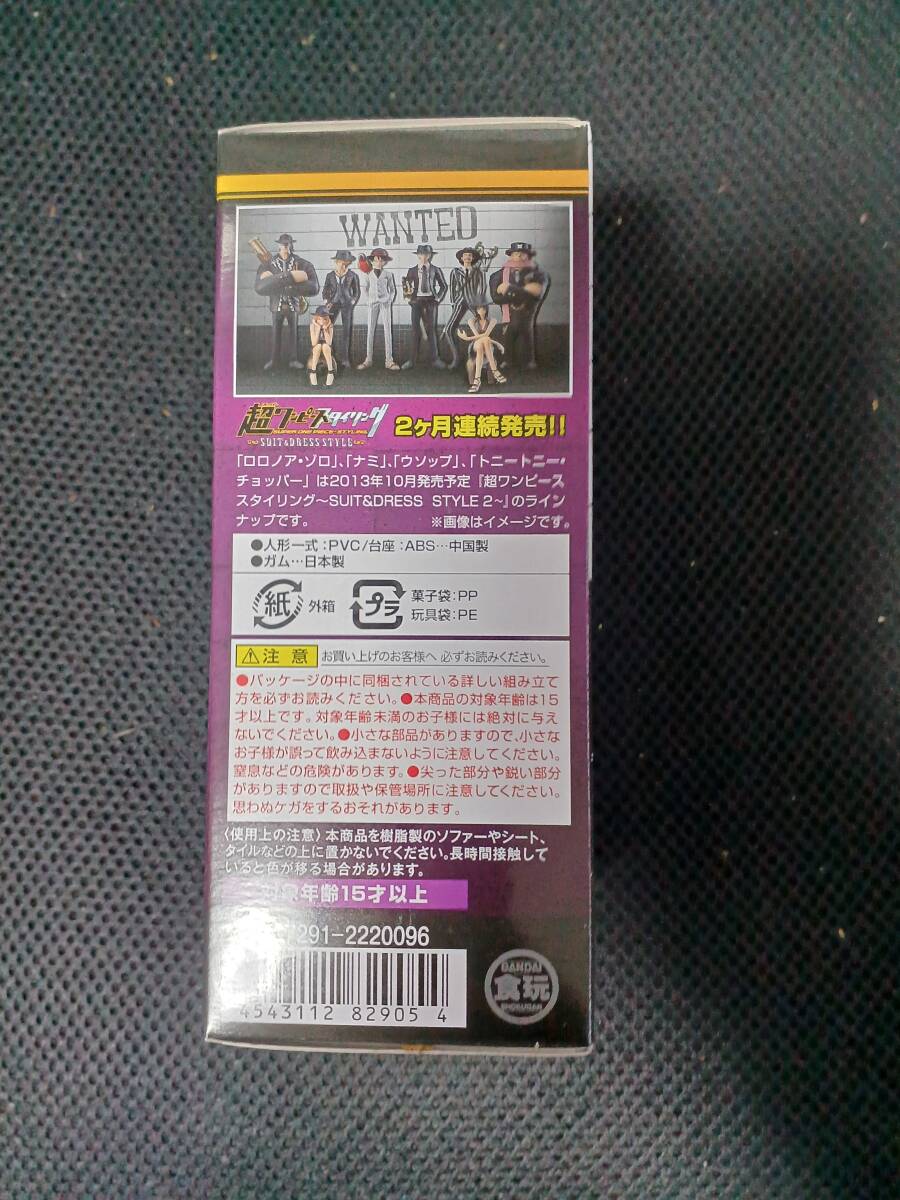 WANTED
超ワンピーススタイリング
SUPER ONE PIECE STYLING
SUIT&DRESS STYLE
2ヶ月連続発売!!
「ロロノア・ゾロ」、「ナミ」、「ウソップ」、「トニートニー・
チョッパー」は2013年10月発売予定『超ワンピース
スタイリング〜SUIT&DRESS STYLE 2〜』のライン
ナップです。 ※画像はイメージです。
●人形一式:PVC/台座:ABS…中国製
●ガム…日本製
紙 外箱 プラ 菓子袋:PP
玩具袋:PE
注意 お買い上げのお客様へ 必ずお読みください。
●パッケージの中に同梱されている詳しい組み立て
方を必ずお読みください。●本商品の対象年齢は15
才以上です。対象年齢未満のお子様には絶対に与え
ないでください。●小さな部品がありますので、小さな
お子様が誤って飲み込まないように注意してください。
窒息などの危険があります。●尖った部分や鋭い部分
がありますので取扱や保管場所に注意してください。
思わぬケガをするおそれがあります。
〈使用上の注意〉本商品を樹脂製のソファーやシート、
タイルなどの上に置かないでください。長時間接触して
いると色が移る場合があります。
対象年齢15才以上
7291-2220096
4543112 82905 4
BANDAI
食玩
SHOKUGAN